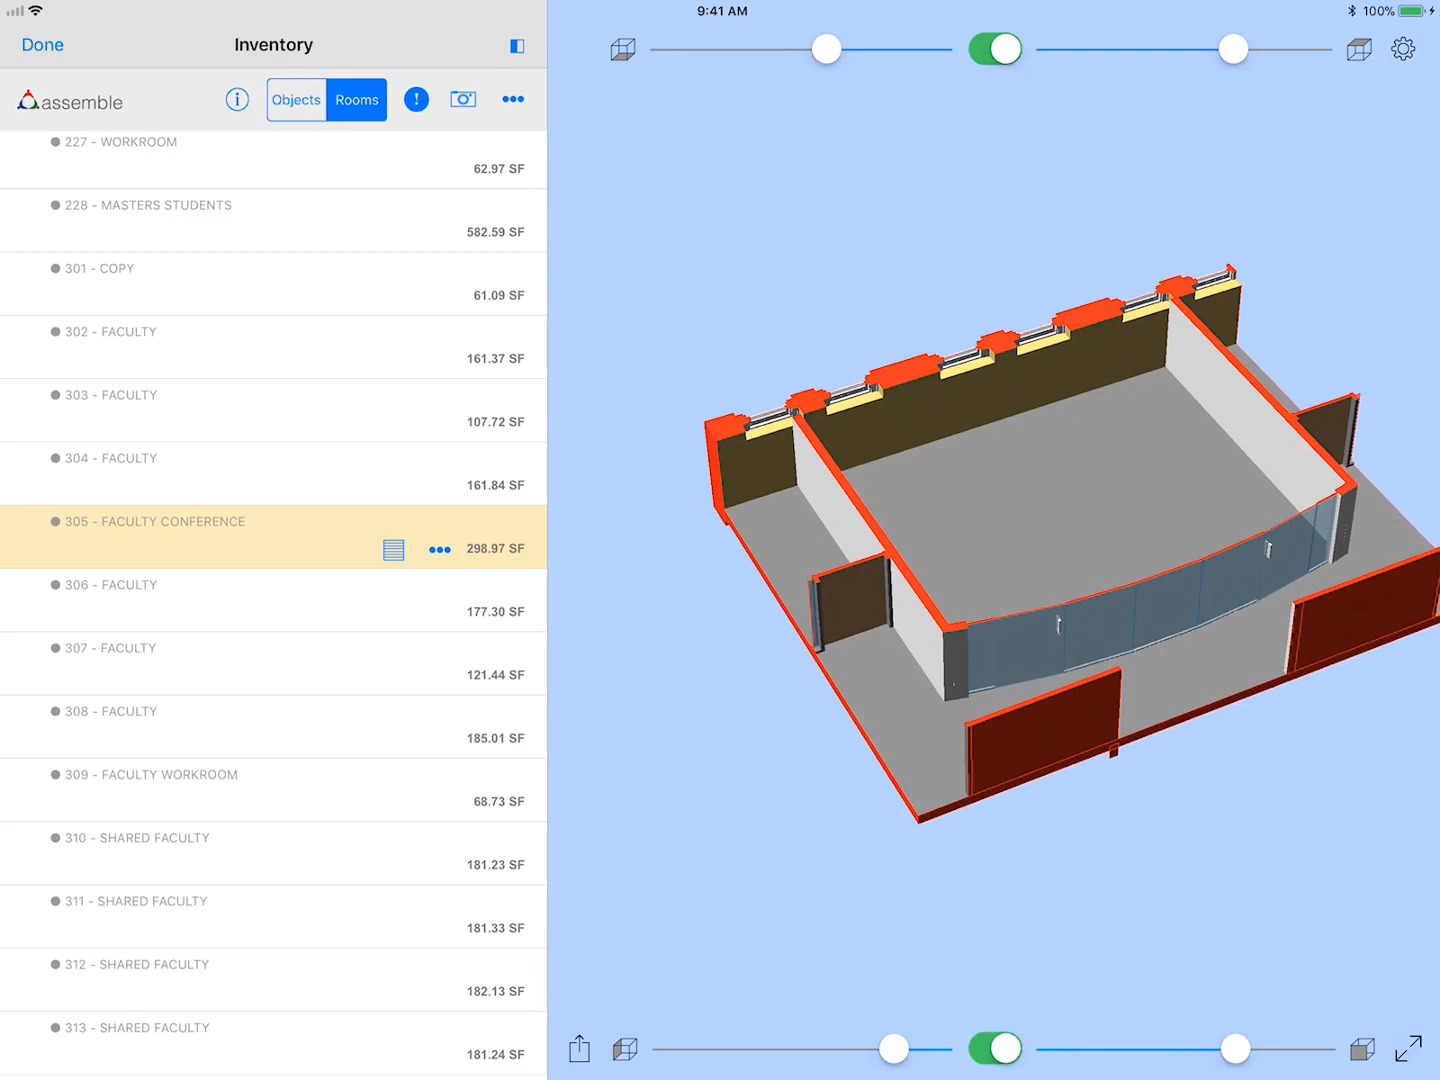 9:41 AM
100%
Done
Inventory
assemble
Objects
Rooms
227 - WORKROOM
62.97 SF
228 - MASTERS STUDENTS
582.59 SF
301 - COPY
61.09 SF
302 - FACULTY
161.37 SF
303 - FACULTY
107.72 SF
304 - FACULTY
161.84 SF
305 - FACULTY CONFERENCE
298.97 SF
306 - FACULTY
177.30 SF
307 - FACULTY
121.44 SF
308 - FACULTY
185.01 SF
309 - FACULTY WORKROOM
68.73 SF
310 - SHARED FACULTY
181.23 SF
311 - SHARED FACULTY
181.33 SF
312 - SHARED FACULTY
182.13 SF
313 - SHARED FACULTY
181.24 SF